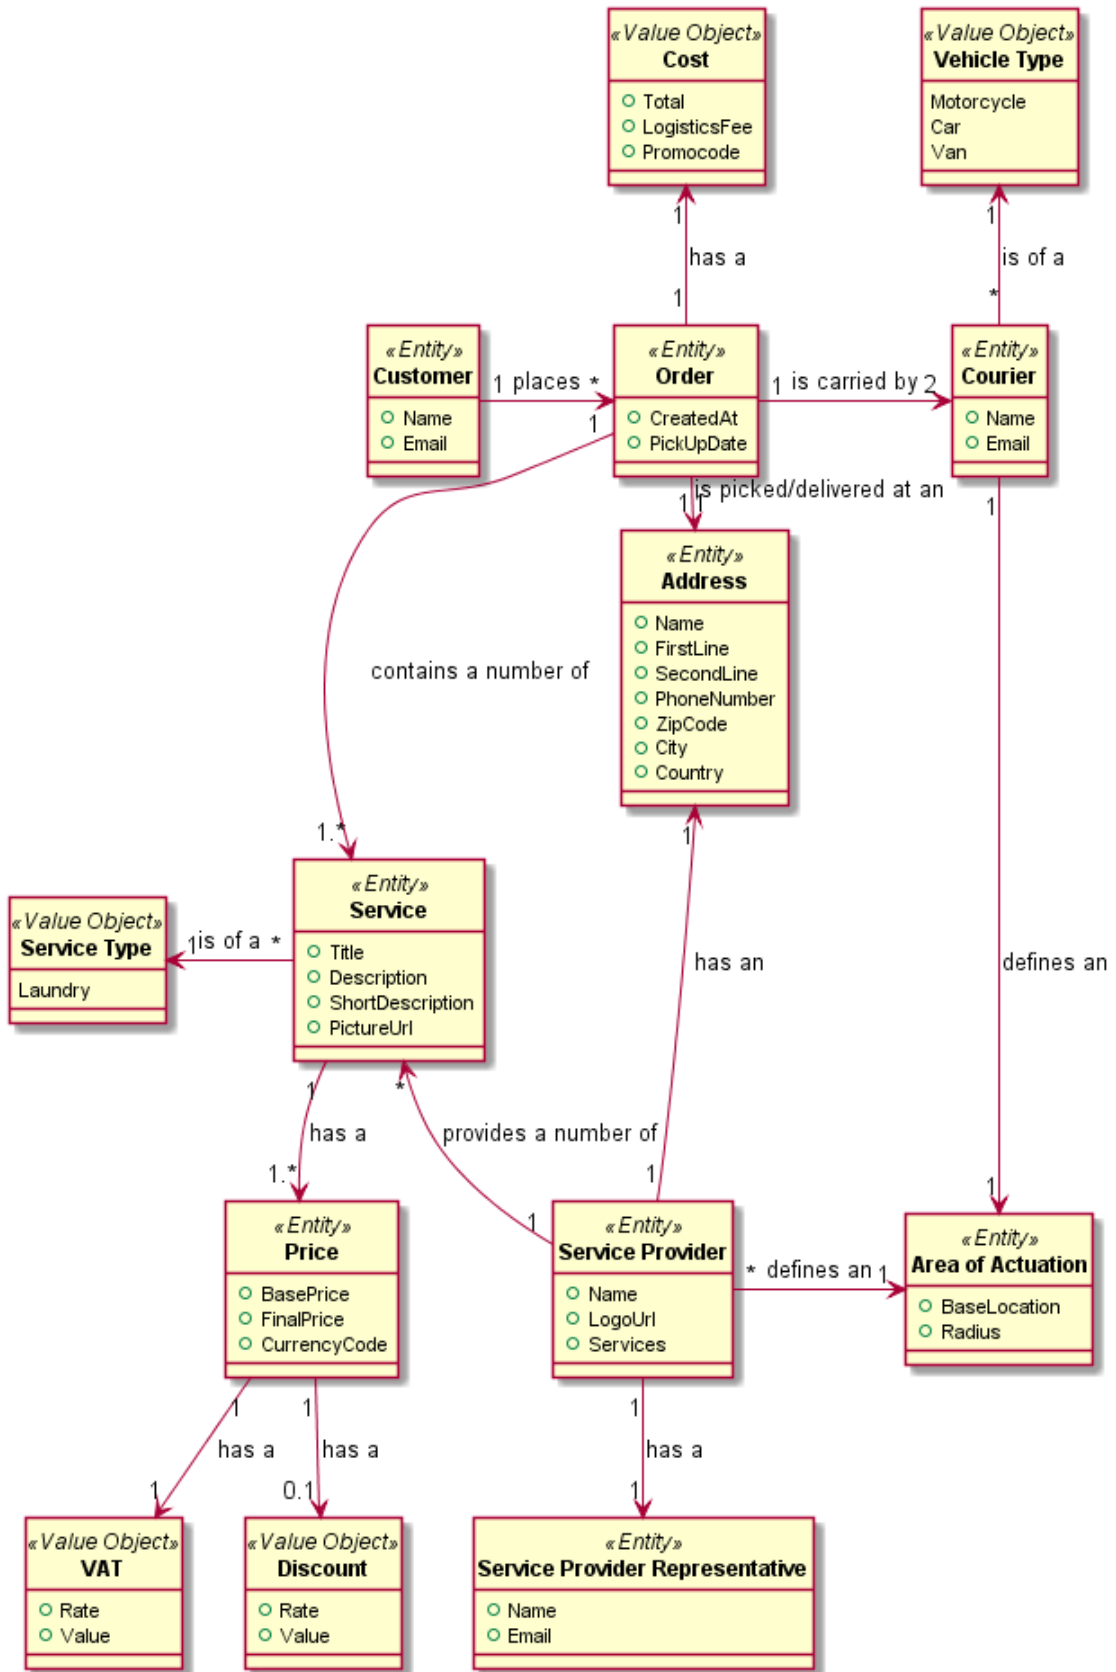 «Value Object»
Cost
Total
LogisticsFee
Promocode
«Value Object»
Vehicle Type
Motorcycle
Car
Van
1
has a
1
1
is of a
*
«Entity»
Customer
Name
Email
1 places *
«Entity»
Order
CreatedAt
PickUpDate
1 is carried by 2
«Entity»
Courier
Name
Email
1
is picked/delivered at an
1 1
1
«Entity»
Address
Name
FirstLine
SecondLine
PhoneNumber
ZipCode
City
Country
contains a number of
1.*
1
«Value Object»
Service Type
Laundry
1 is of a *
«Entity»
Service
Title
Description
ShortDescription
PictureUrl
has an
defines an
1
has a
1.*
*
provides a number of
1
1
1
«Entity»
Price
BasePrice
FinalPrice
CurrencyCode
«Entity»
Service Provider
Name
LogoUrl
Services
* defines an 1
«Entity»
Area of Actuation
BaseLocation
Radius
1
has a
1
1
has a
0.1
1
has a
1
«Value Object»
VAT
Rate
Value
«Value Object»
Discount
Rate
Value
«Entity»
Service Provider Representative
Name
Email